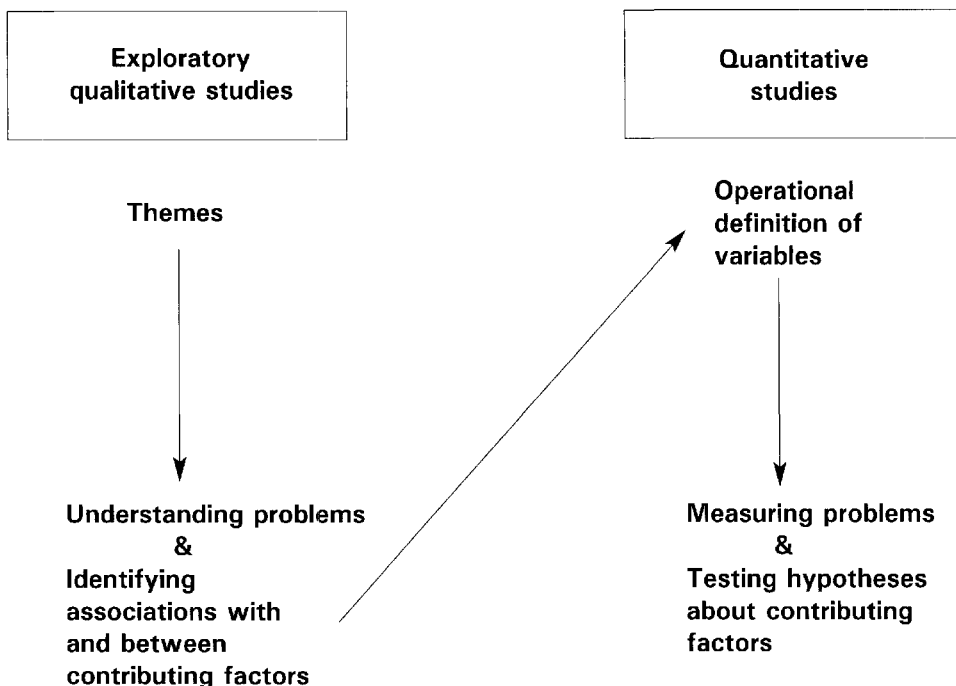 Exploratory
qualitative studies
Themes
Understanding problems
&
Identifying
associations with
and between
contributing factors
Quantitative
studies
Operational
definition of
variables
Measuring problems
&
Testing hypotheses
about contributing
factors